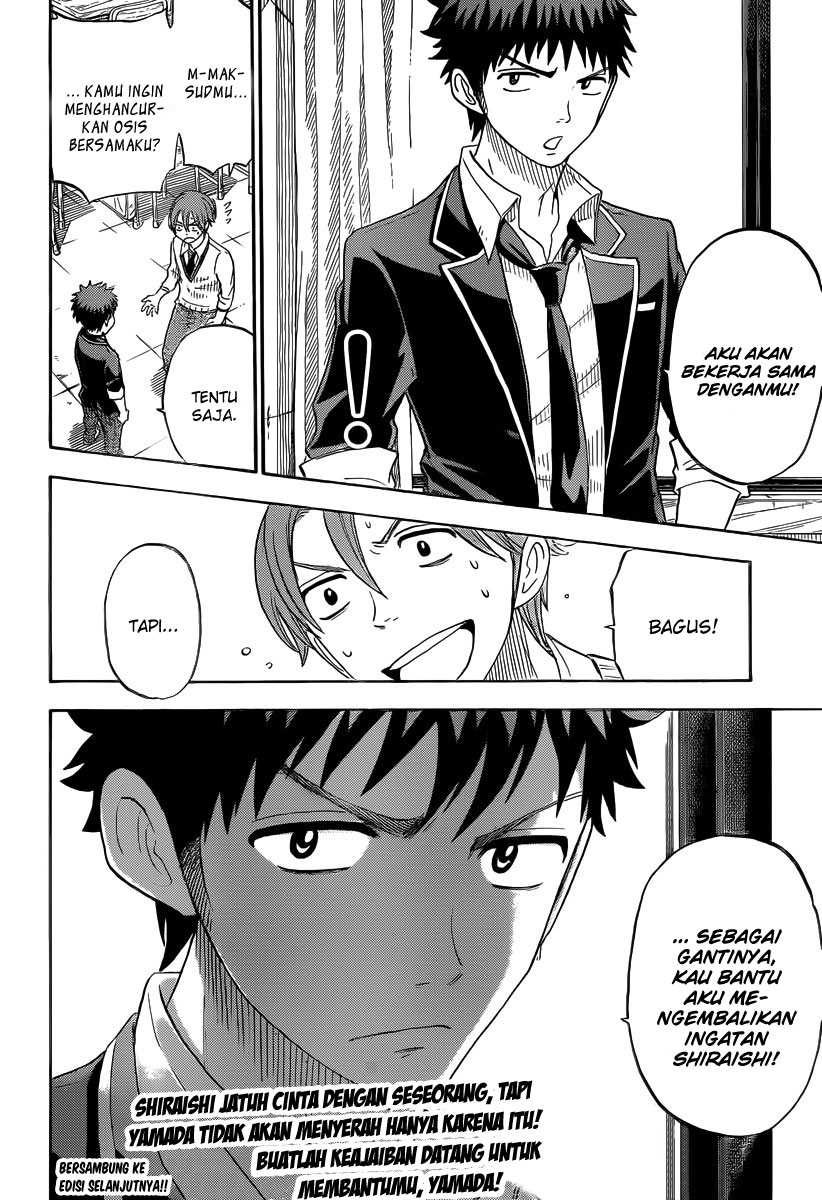 AKU AKAN
BEKERJA SAMA
DENGANMU!
!
M-MAK-
SUDMU...
... KAMU INGIN
MENGHANCUR-
KAN OSIS
BERSAMAKU?
TENTU
SAJA.
BAGUS!
TAPI...
... SEBAGAI
GANTINYA,
KAU BANTU
AKU ME-
NGEMBALIKAN
INGATAN
SHIRAISHI!
SHIRAISHI JATUH CINTA DENGAN SESEORANG, TAPI
YAMADA TIDAK AKAN MENYERAH HANYA KARENA ITU!
BUATLAH KEAJAIBAN DATANG UNTUK
MEMBANTUMU, YAMADA!
BERSAMBUNG KE
EDISI SELANJUTNYA!!